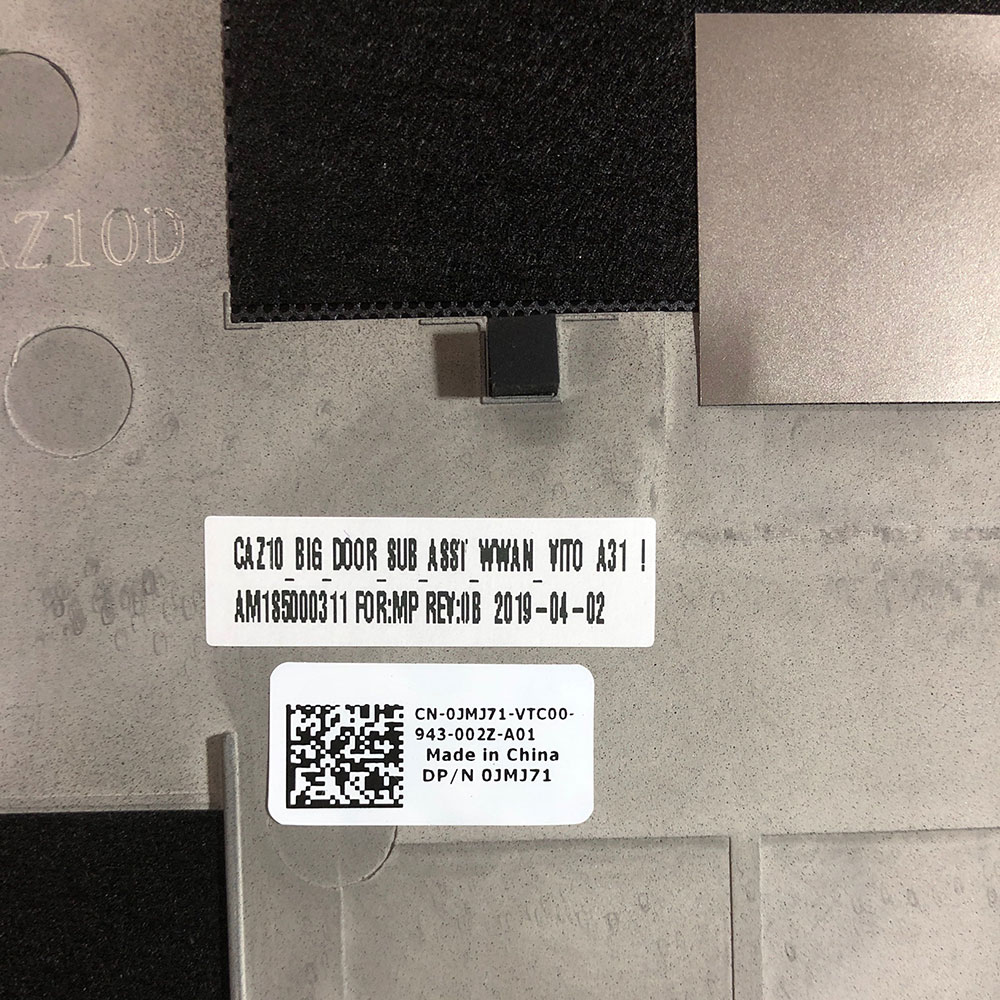 AZ10D
CAZ10_BIG_DOOR_SUB_ASSY_WWAN_VITO A31 !
AM185000311 FOR:MP REV:0B 2019-04-02
CN-0JMJ71-VTC00-
943-002Z-A01
Made in China
DP/N 0JMJ71